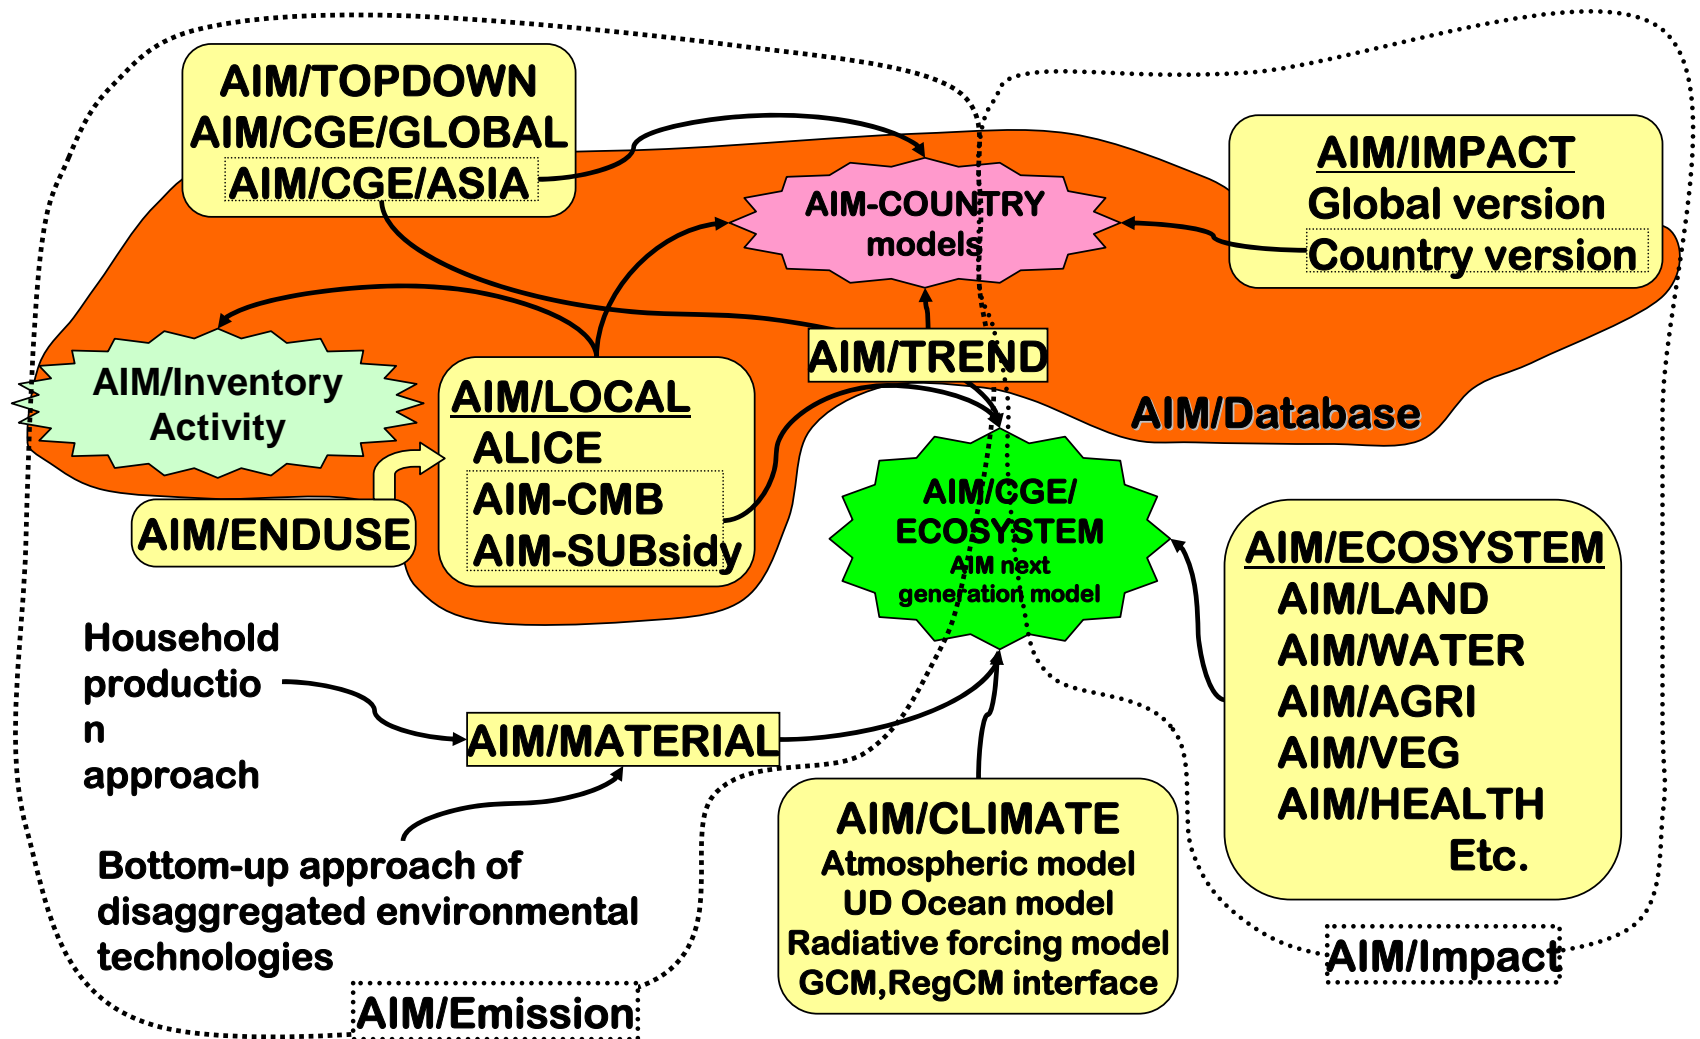 AIM/TOPDOWN
AIM/CGE/GLOBAL
AIM/CGE/ASIA
AIM-COUNTRY
models
AIM/IMPACT
Global version
Country version
AIM/Inventory
Activity
AIM/LOCAL
ALICE
AIM-CMB
AIM-SUBsidy
AIM/TREND
AIM/Database
AIM/ENDUSE
AIM/CGE/
ECOSYSTEM
AIM next
generation model
AIM/ECOSYSTEM
AIM/LAND
AIM/WATER
AIM/AGRI
AIM/VEG
AIM/HEALTH
Etc.
Household
productio
n
approach
AIM/MATERIAL
Bottom-up approach of
disaggregated environmental
technologies
AIM/CLIMATE
Atmospheric model
UD Ocean model
Radiative forcing model
GCM,RegCM interface
AIM/Impact
AIM/Emission